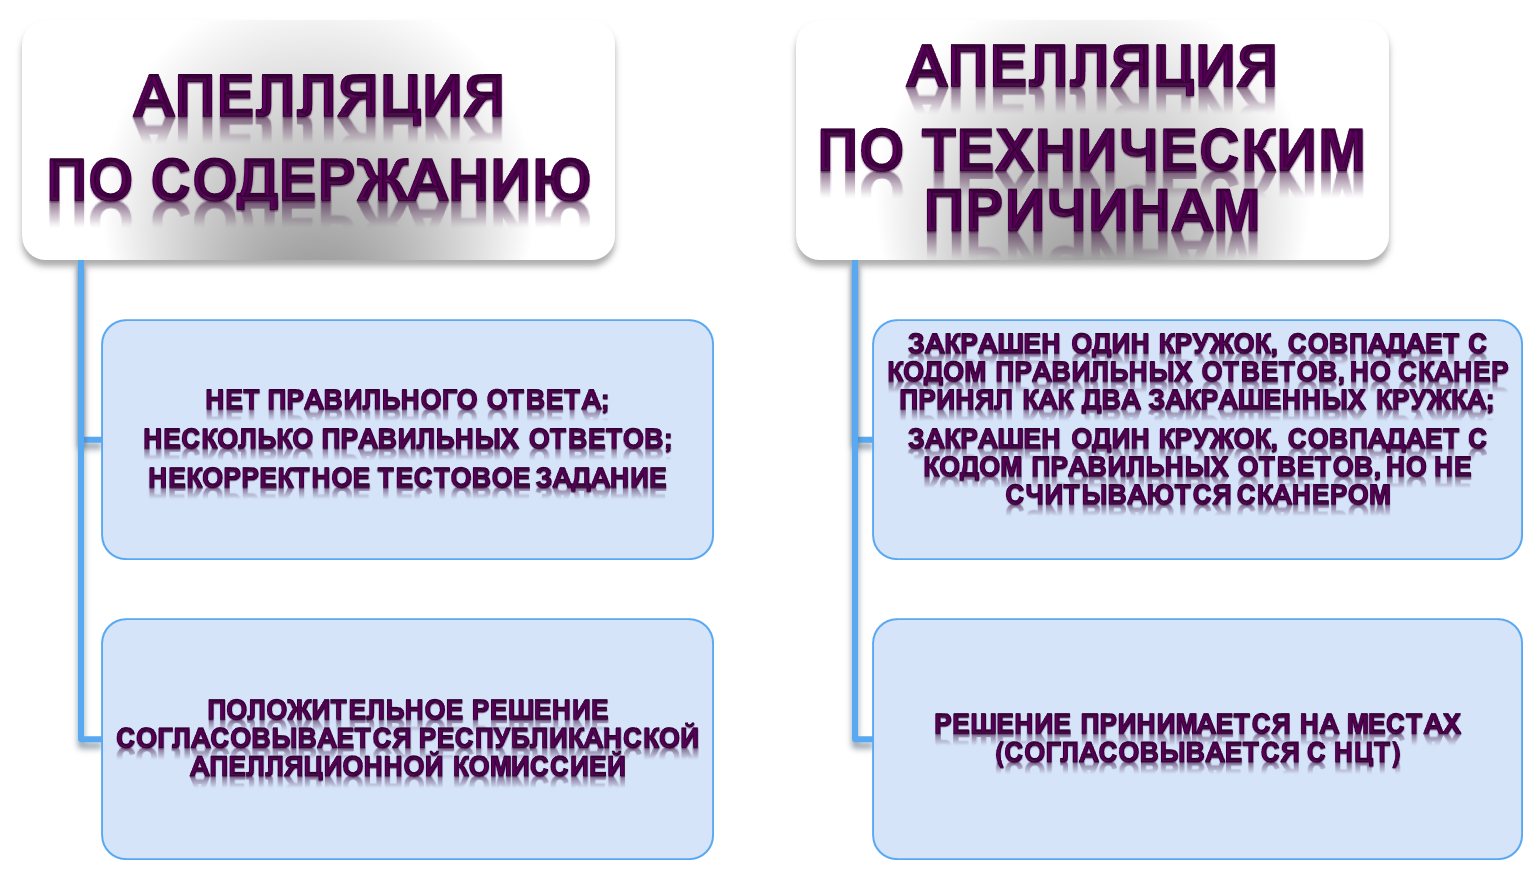 АПЕЛЛЯЦИЯ
ПО СОДЕРЖАНИЮ
НЕТ ПРАВИЛЬНОГО ОТВЕТА;
НЕСКОЛЬКО ПРАВИЛЬНЫХ ОТВЕТОВ;
НЕКОРРЕКТНОЕ ТЕСТОВОЕ ЗАДАНИЕ
ПОЛОЖИТЕЛЬНОЕ РЕШЕНИЕ
СОГЛАСОВЫВАЕТСЯ РЕСПУБЛИКАНСКОЙ
АПЕЛЛЯЦИОННОЙ КОМИССИЕЙ
АПЕЛЛЯЦИЯ
ПО ТЕХНИЧЕСКИМ
ПРИЧИНАМ
ЗАКРАШЕН ОДИН КРУЖОК, СОВПАДАЕТ С
КОДОМ ПРАВИЛЬНЫХ ОТВЕТОВ, НО СКАНЕР
ПРИНЯЛ КАК ДВА ЗАКРАШЕННЫХ КРУЖКА;
ЗАКРАШЕН ОДИН КРУЖОК, СОВПАДАЕТ С
КОДОМ ПРАВИЛЬНЫХ ОТВЕТОВ, НО НЕ
СЧИТЫВАЮТСЯ СКАНЕРОМ
РЕШЕНИЕ ПРИНИМАЕТСЯ НА МЕСТАХ
(СОГЛАСОВЫВАЕТСЯ С НЦТ)